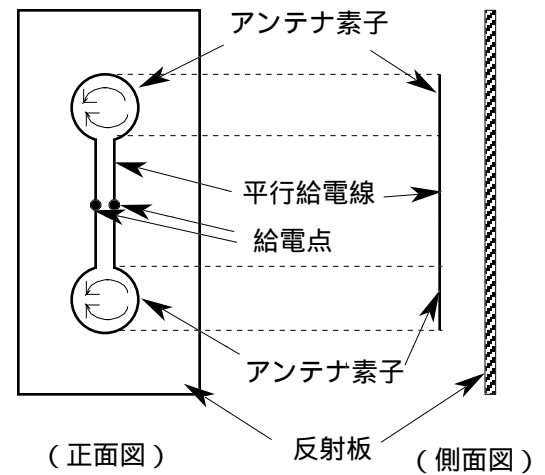 アンテナ素子
平行給電線
給電点
アンテナ素子
反射板
（正面図）
（側面図）